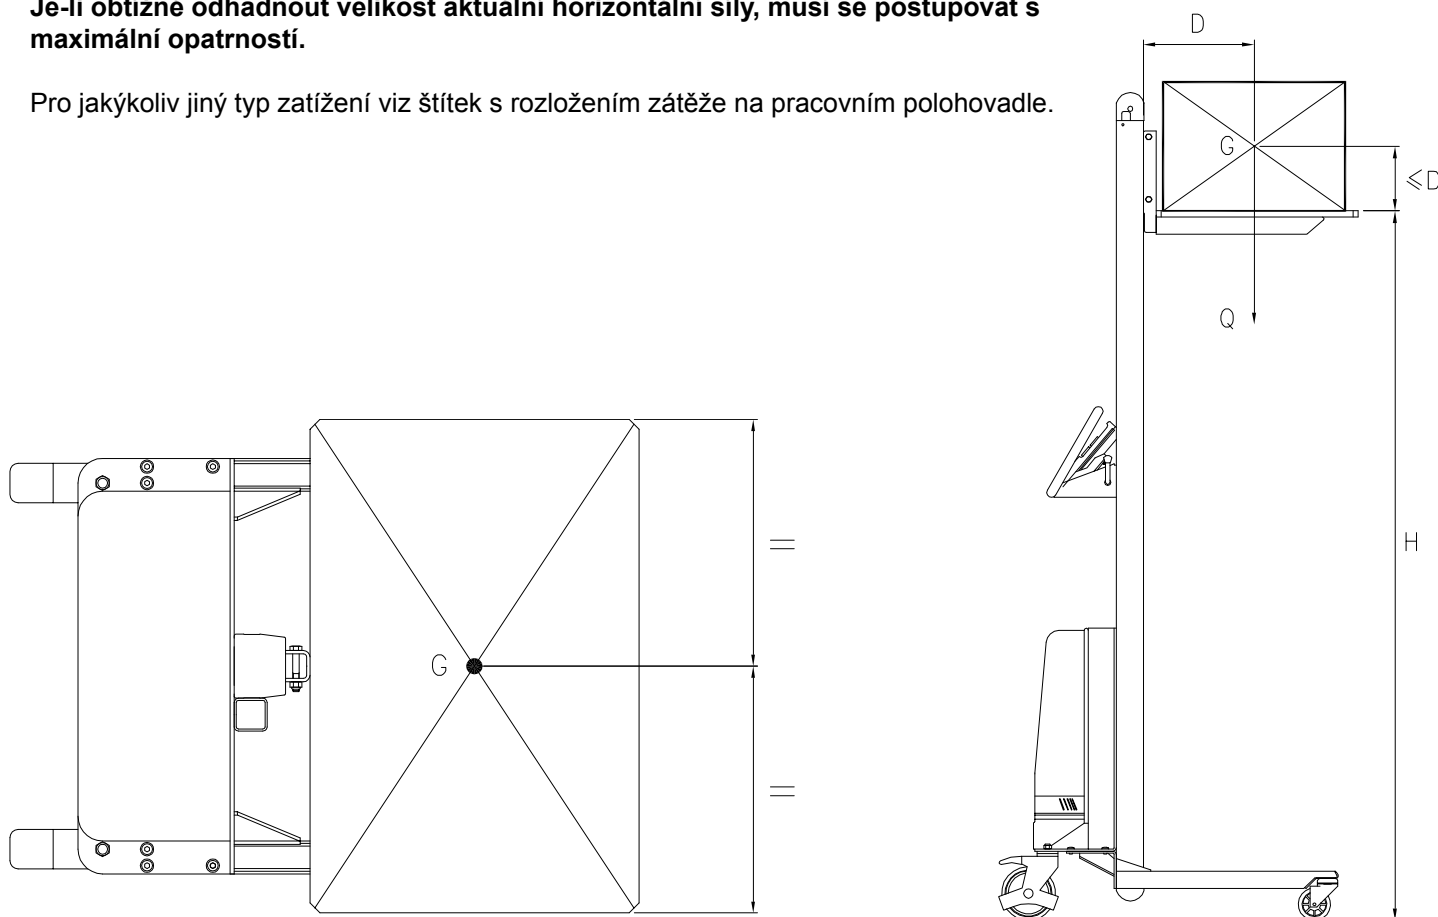 Je-li obtížné odhadnout velikost aktuální horizontální síly, musí se postupovat s
maximální opatrností.
Pro jakýkoliv jiný typ zatížení viz štítek s rozložením zátěže na pracovním polohovadle.
D
G
≤D
Q
H
=
G
=